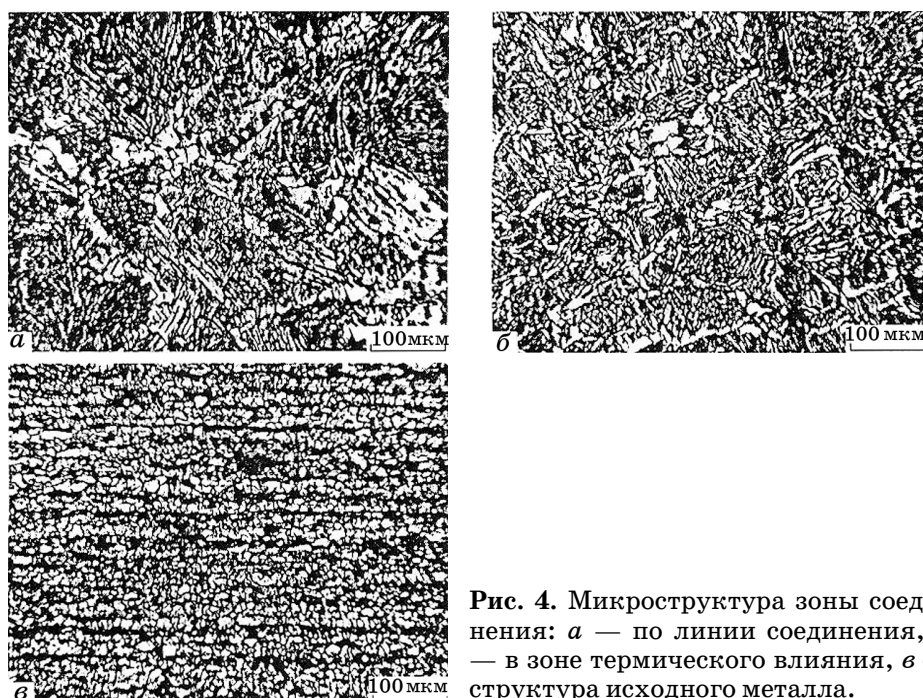 а
100мкм
б
100 мкм
в
100 мкм
Рис. 4. Микроструктура зоны соед
нения: а — по линии соединения,
— в зоне термического влияния, в
структура исходного металла.